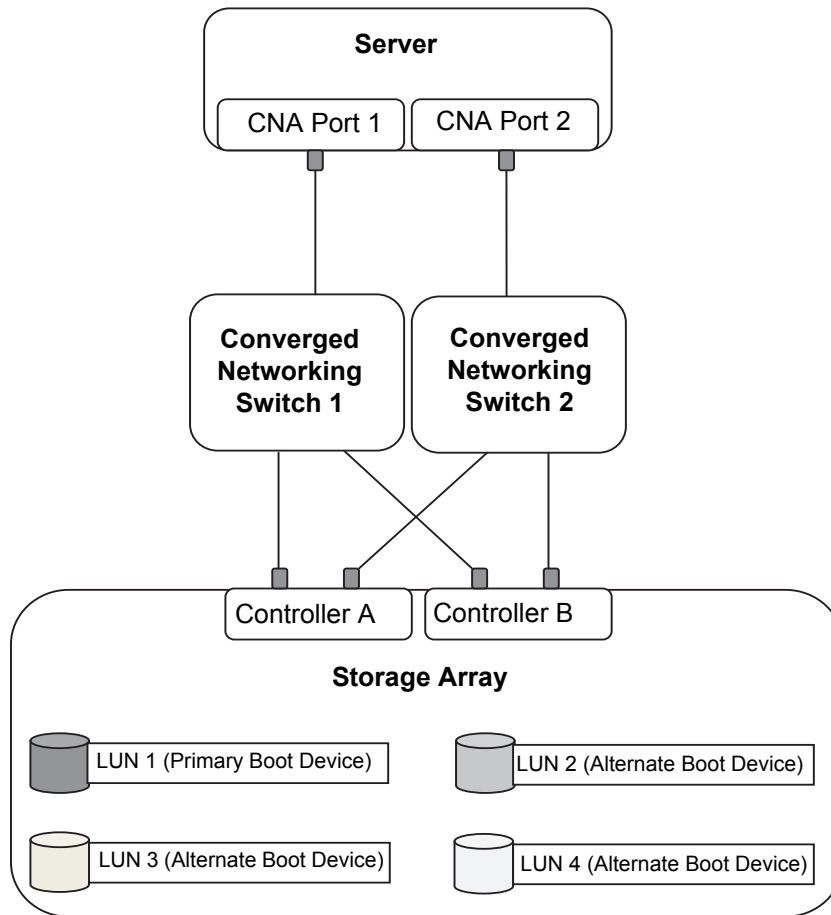 Server
CNA Port 1
CNA Port 2
Converged
Networking
Switch 1
Converged
Networking
Switch 2
Controller A
Controller B
Storage Array
LUN 1 (Primary Boot Device)
LUN 2 (Alternate Boot Device)
LUN 3 (Alternate Boot Device)
LUN 4 (Alternate Boot Device)